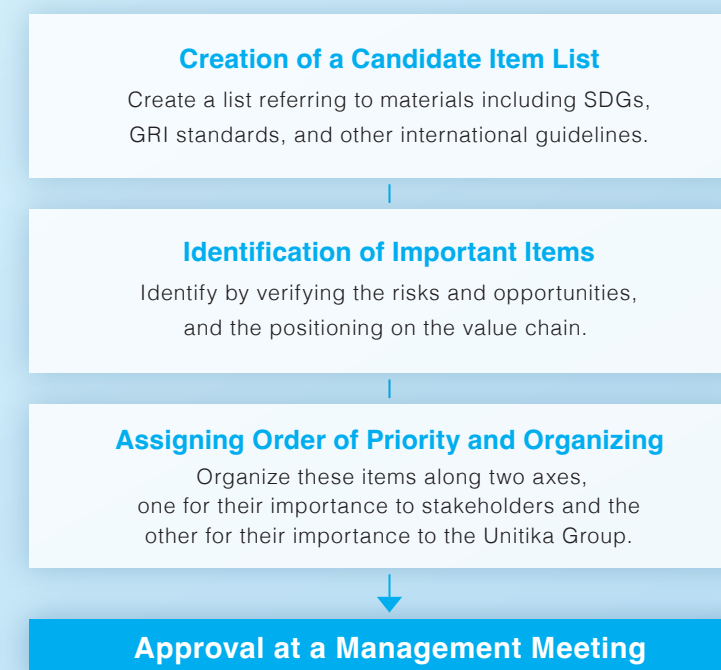 Creation of a Candidate Item List
Create a list referring to materials including SDGs,
GRI standards, and other international guidelines.
Identification of Important Items
Identify by verifying the risks and opportunities,
and the positioning on the value chain.
Assigning Order of Priority and Organizing
Organize these items along two axes,
one for their importance to stakeholders and the
other for their importance to the Unitika Group.
Approval at a Management Meeting